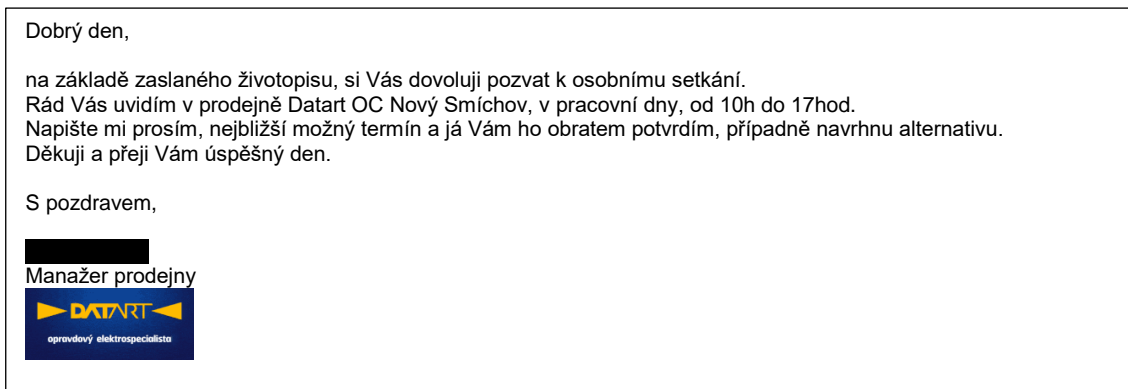 Dobrý den,
na základě zaslaného životopisu, si Vás dovoluji pozvat k osobnímu setkání.
Rád Vás uvidím v prodejně Datart OC Nový Smíchov, v pracovní dny, od 10h do 17hod.
Napište mi prosím, nejbližší možný termín a já Vám ho obratem potvrdím, případně navrhnu alternativu.
Děkuji a přeji Vám úspěšný den.
S pozdravem,
Manažer prodejny
DATART
opravdový elektrospecialista